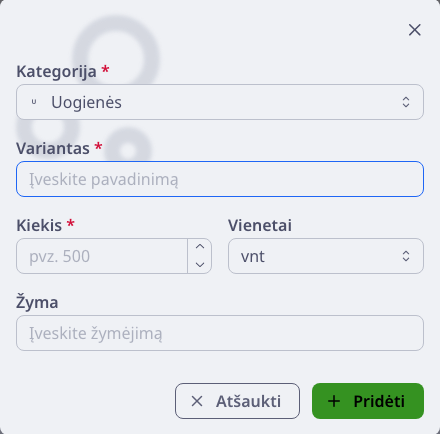 Kategorija *
U Uogienės
Variantas *
Įveskite pavadinimą
Kiekis * Vienetai
pvz. 500 vnt
Žyma
Įveskite žymėjimą
Atšaukti Pridėti